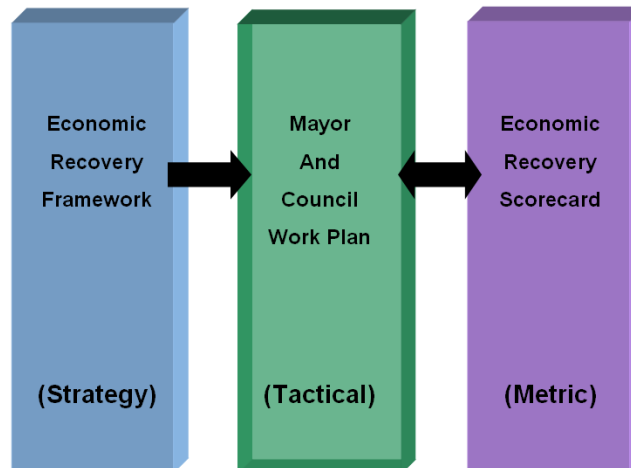 Economic
Recovery
Framework
(Strategy)
Mayor
And
Council
Work Plan
(Tactical)
Economic
Recovery
Scorecard
(Metric)